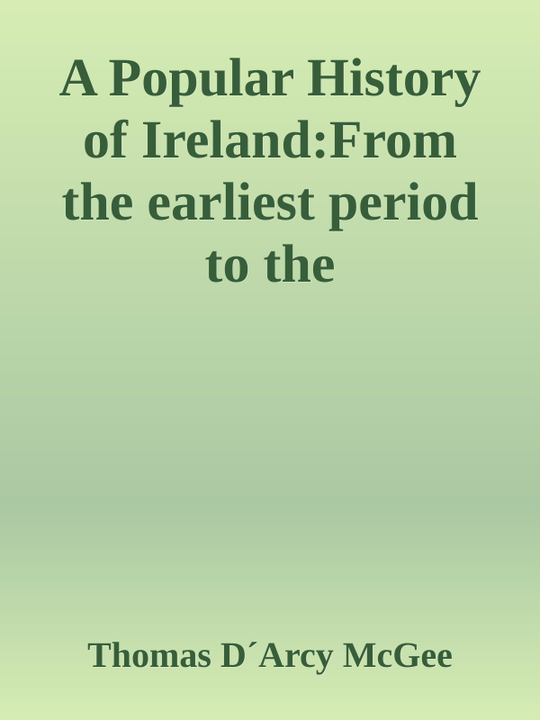 A Popular History
of Ireland:From
the earliest period
to the
Thomas D´Arcy McGee